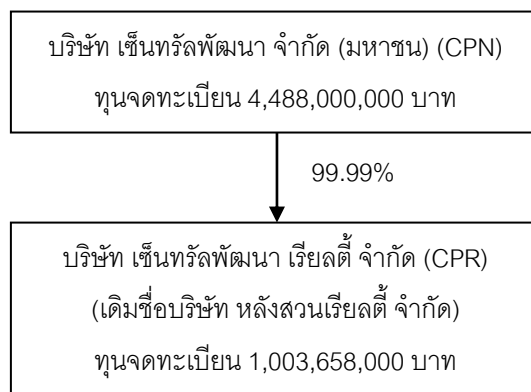 บริษัท เซ็นทรัลพัฒนา จำกัด (มหาชน) (CPN)
ทุนจดทะเบียน 4,488,000,000 บาท
99.99%
บริษัท เซ็นทรัลพัฒนา เรียลตี้ จำกัด (CPR)
(เดิมชื่อบริษัท หลังสวนเรียลตี้ จำกัด)
ทุนจดทะเบียน 1,003,658,000 บาท